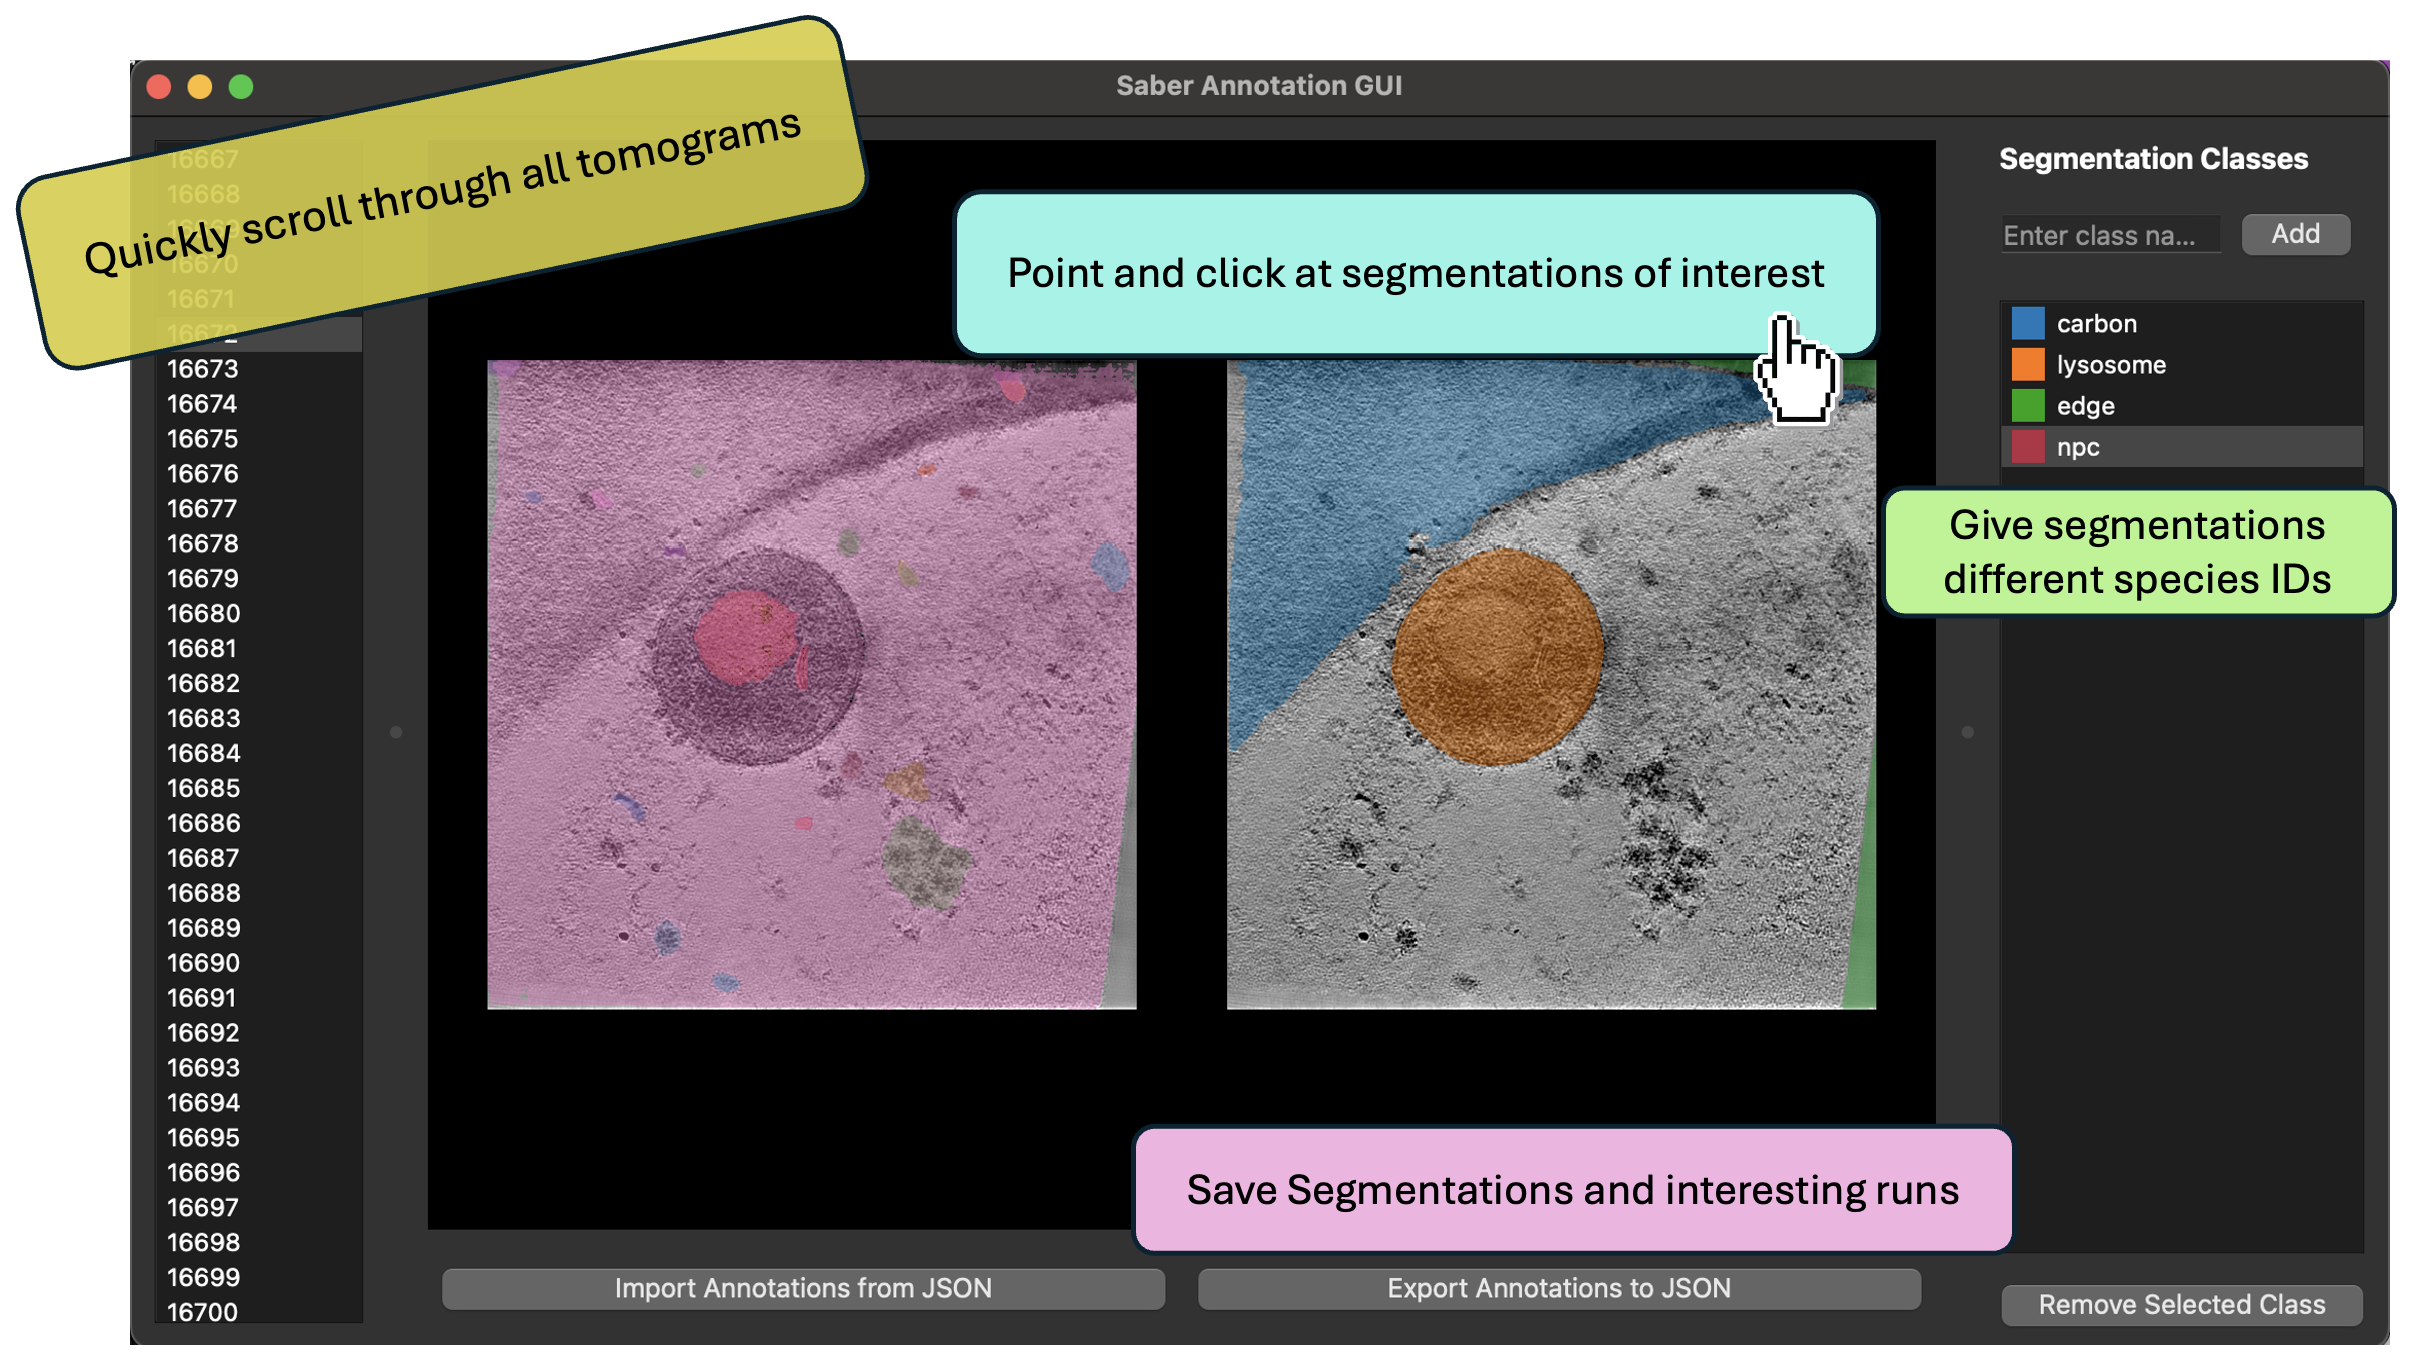 Saber Annotation GUI
Quickly scroll through all tomograms
16667
16668
16669
16670
16671
16672
16673
16674
16675
16676
16677
16678
16679
16680
16681
16682
16683
16684
16685
16686
16687
16688
16689
16690
16691
16692
16693
16694
16695
16696
16697
16698
16699
16700
Point and click at segmentations of interest
Segmentation Classes
Enter class na...
Add
carbon
lysosome
edge
npc
Give segmentations
different species IDs
Save Segmentations and interesting runs
Import Annotations from JSON
Export Annotations to JSON
Remove Selected Class